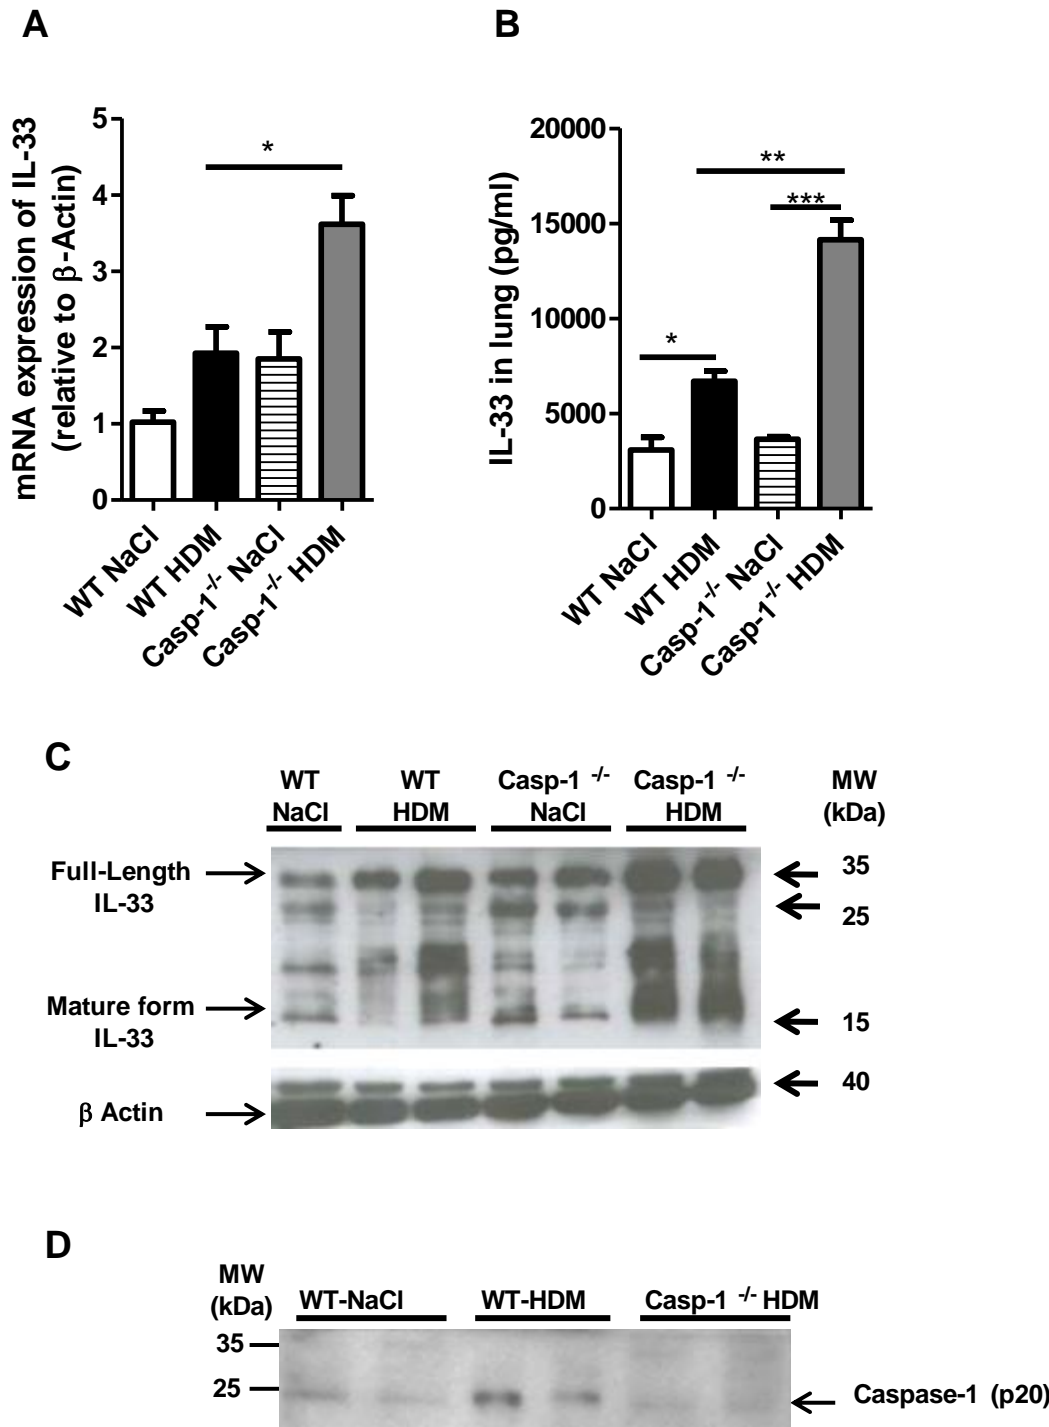 A
B
mRNA expression of IL-33
(relative to β-Actin)
5
4
3
2
1
0
*
WT NaCl
WT HDM
Casp-1-/- NaCl
Casp-1-/- HDM
IL-33 in lung (pg/ml)
20000
15000
10000
5000
0
*
**
***
WT NaCl
WT HDM
Casp-1-/- NaCl
Casp-1-/- HDM
C
WT
NaCl
WT
HDM
Casp-1 -/-
NaCl
Casp-1 -/-
HDM
MW
(kDa)
Full-Length
IL-33
Mature form
IL-33
β Actin
35
25
15
40
D
MW
(kDa)
WT-NaCl
WT-HDM
Casp-1 -/- HDM
35
25
Caspase-1 (p20)